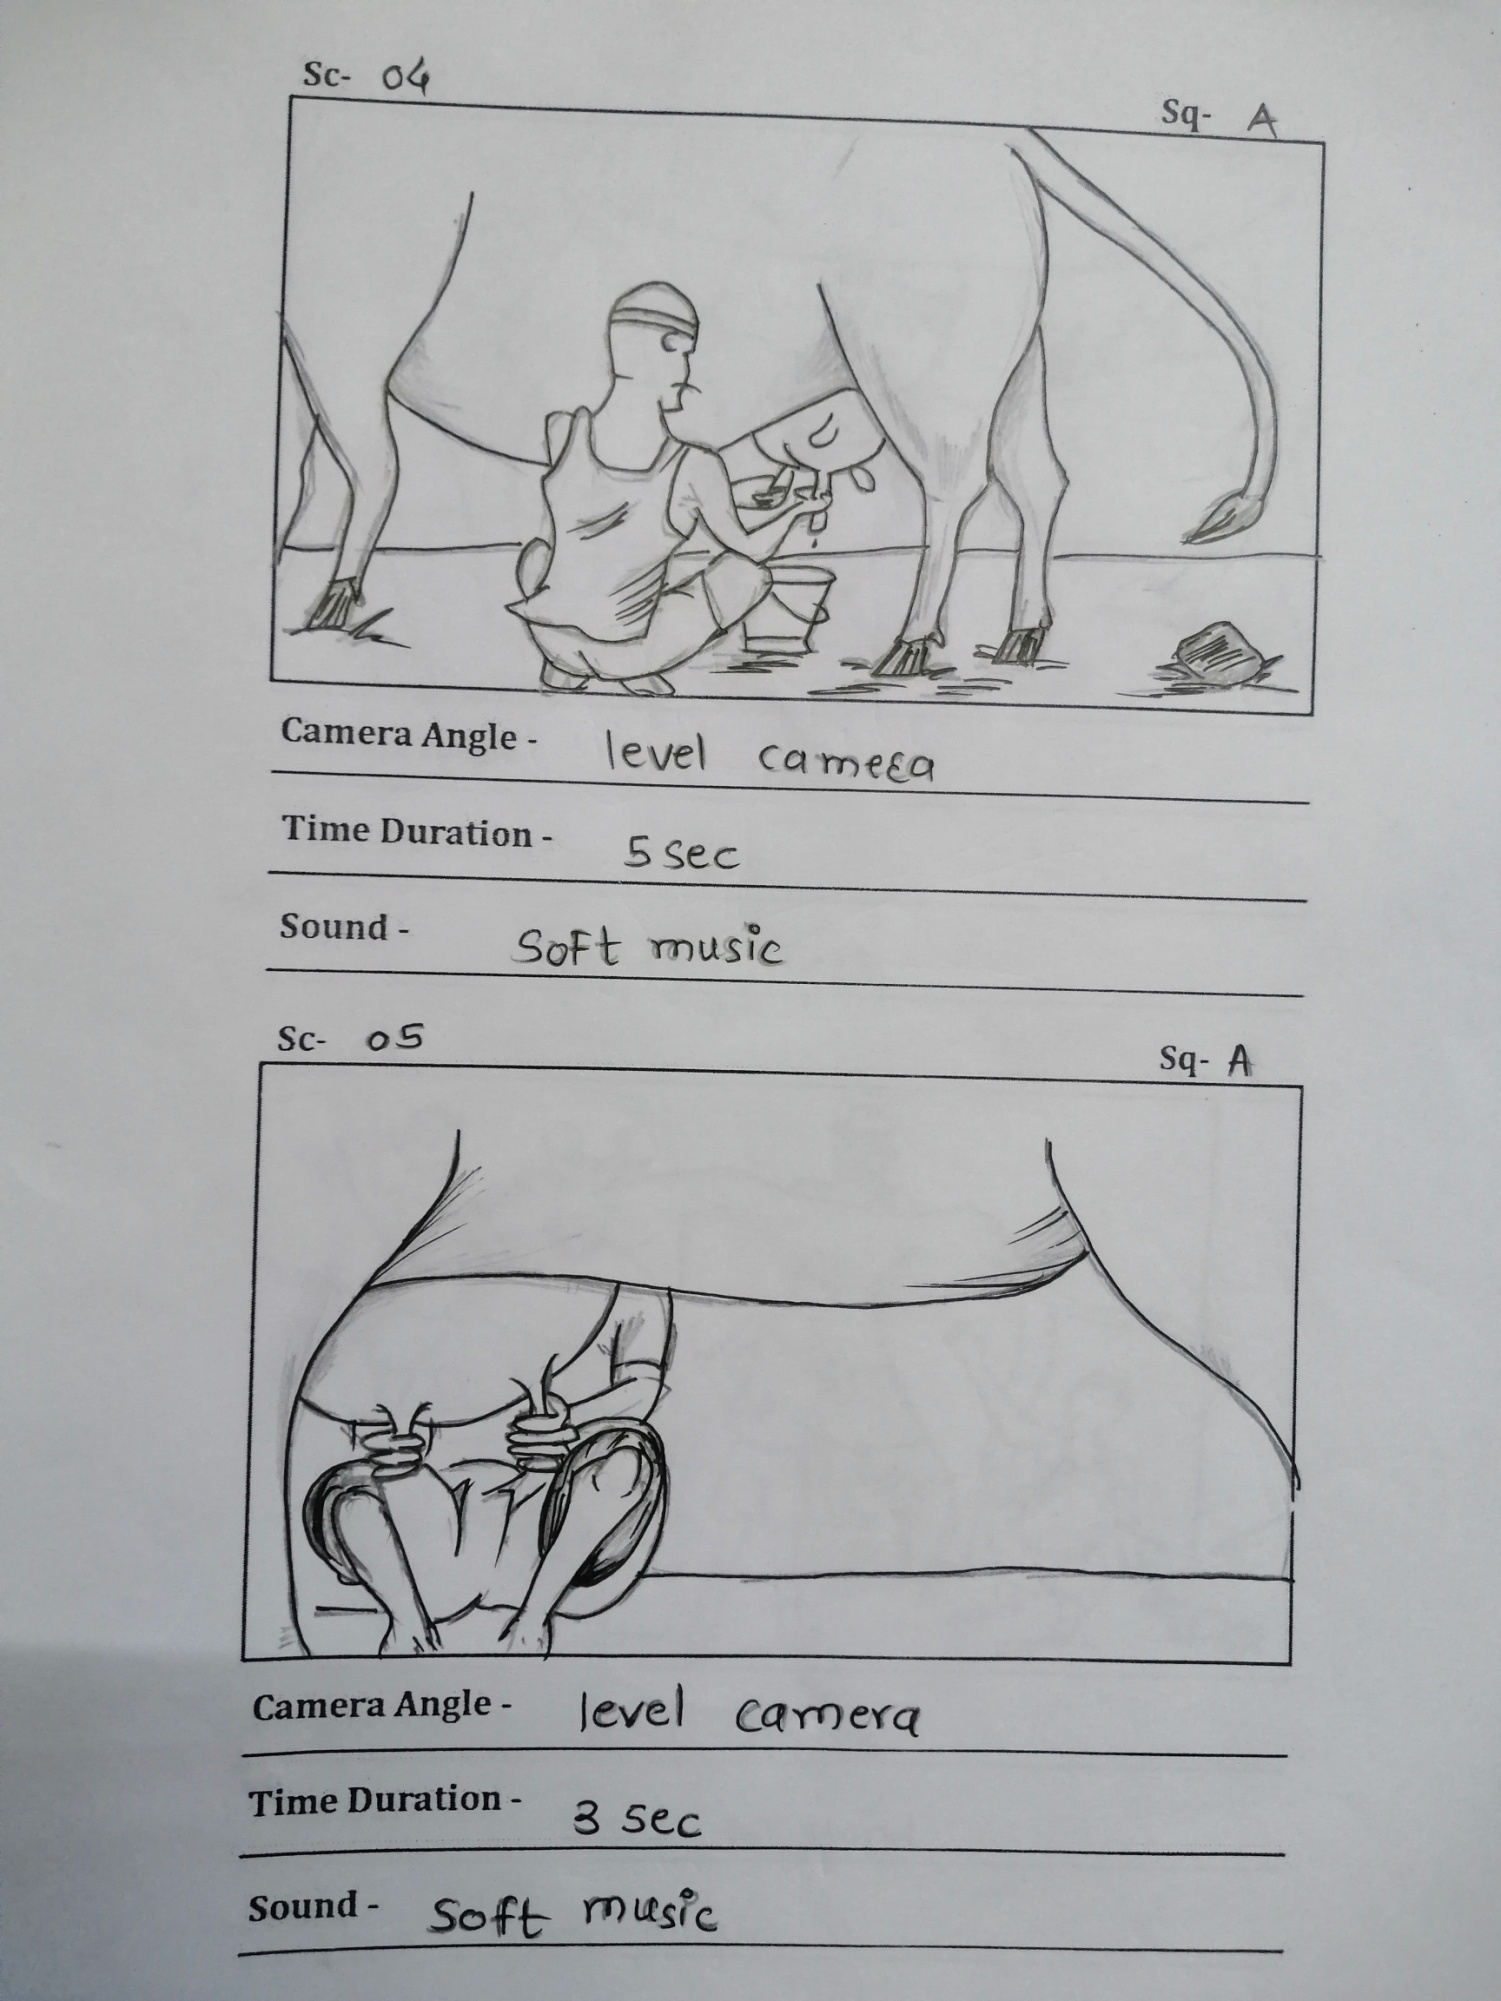 Sc- 04
Sq- A
Camera Angle - level camera
Time Duration - 5 sec
Sound - Soft music
Sc- 05
Sq- A
Camera Angle - level camera
Time Duration - 3 sec
Sound - Soft music